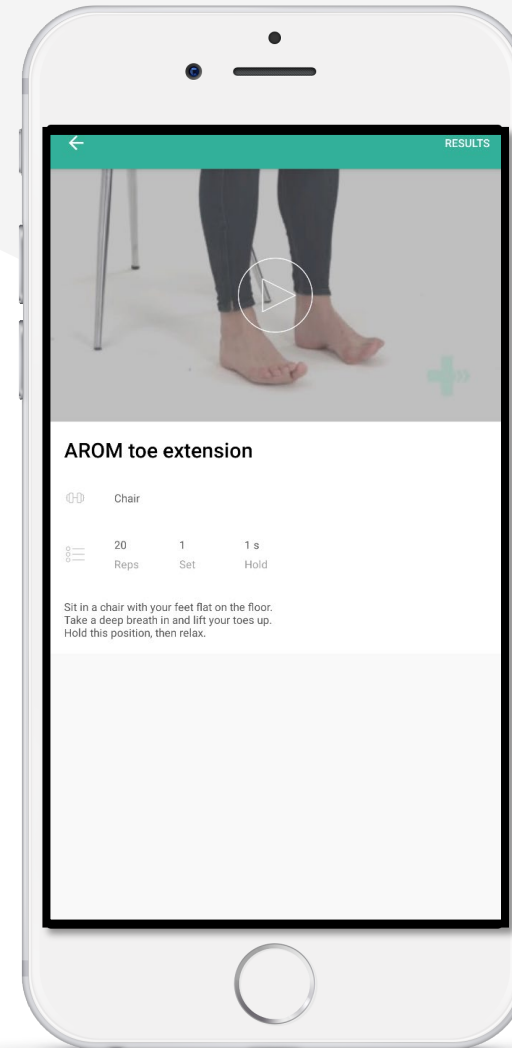 RESULTS
AROM toe extension
Chair
20 1 1 s
Reps Set Hold
Sit in a chair with your feet flat on the floor.
Take a deep breath in and lift your toes up.
Hold this position, then relax.